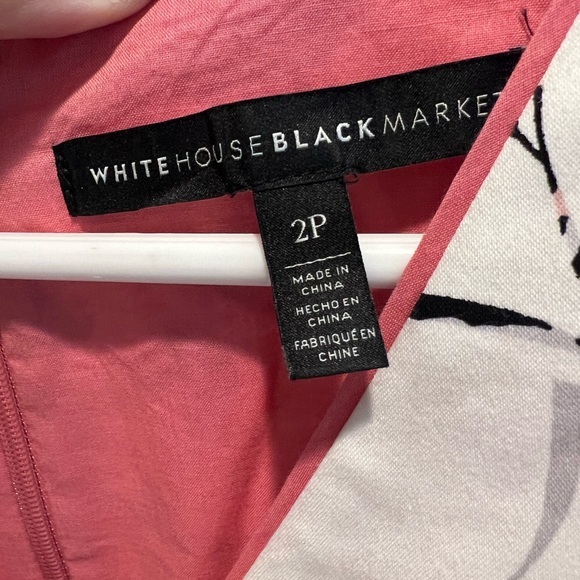 WHITE HOUSE BLACK MARKET
2P
MADE IN
CHINA
HECHO EN
CHINA
FABRIQUÉ EN
CHINE